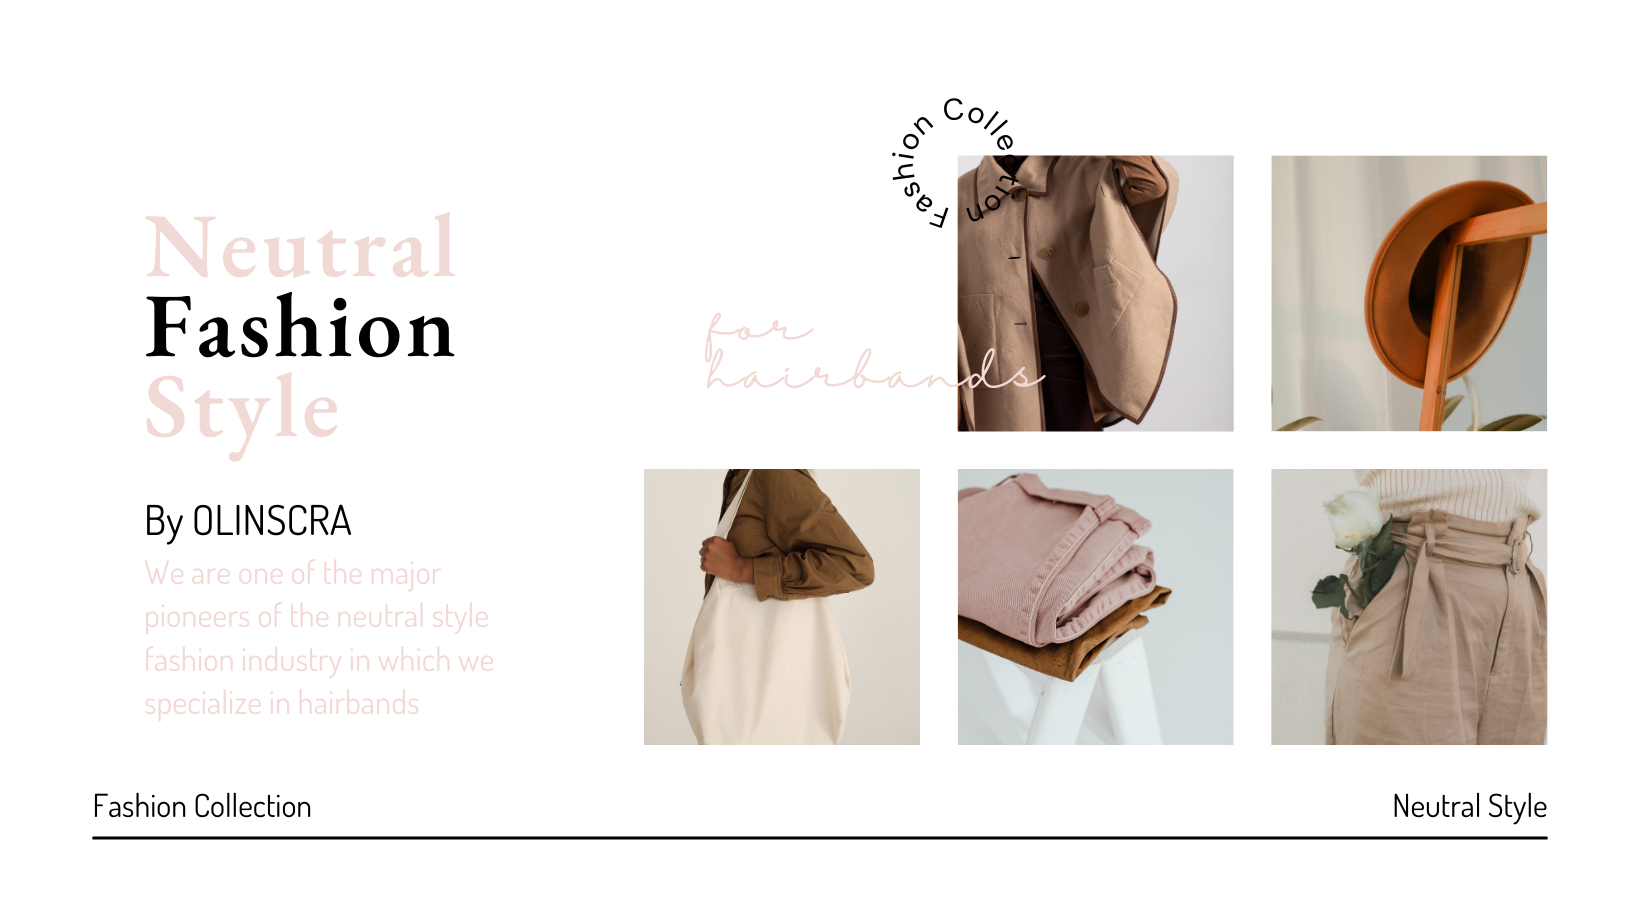 Neutral
Fashion
Style
By OLINSCRA
We are one of the major
pioneers of the neutral style
fashion industry in which we
specialize in hairbands
Fashion Collection
for
hairbands
Fashion Collection
Neutral Style